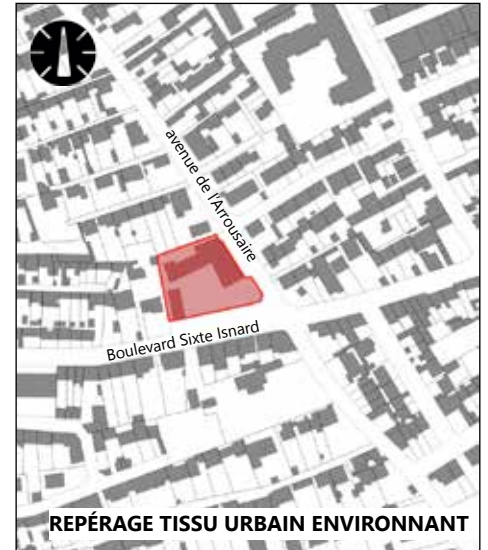 avenue de l'Arrousaire
Boulevard Sixte Isnard
REPÉRAGE TISSU URBAIN ENVIRONNANT